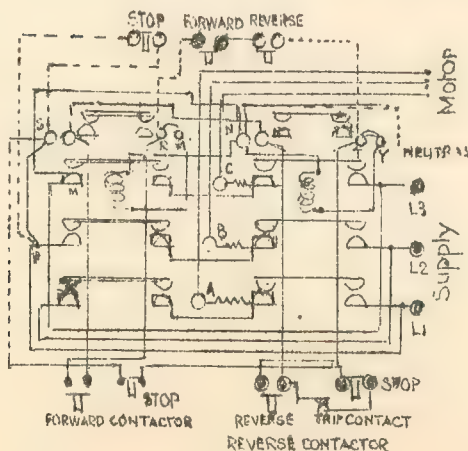 STOP FORWARD REVERSE
Motor
N
R M
NEUTRAL
C
M
L3
B
L2
Supply
A
L1
STOP
STOP
FORWARD CONTACTOR
REVERSE TRIP CONTACT
REVERSE CONTACTOR